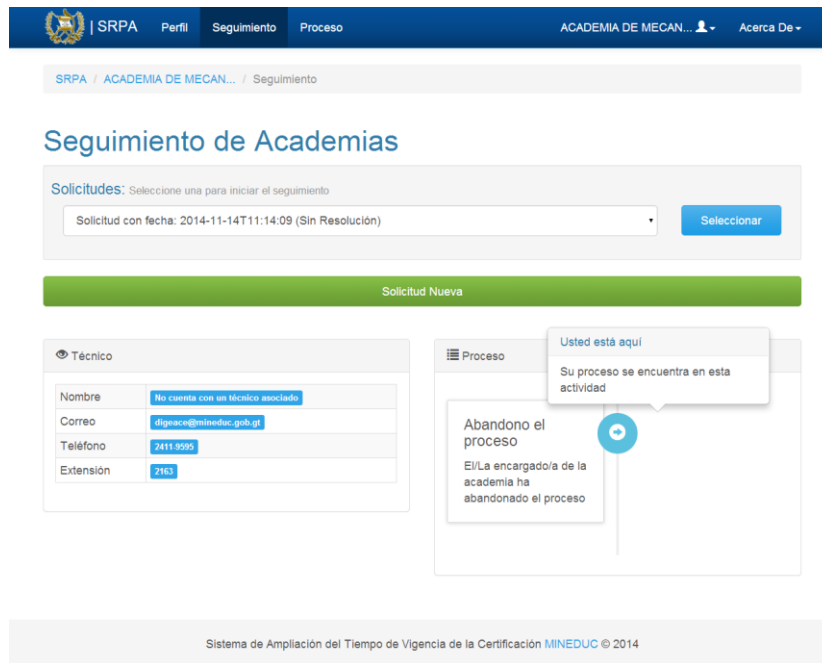 | SRPA Perfil Seguimiento Proceso ACADEMIA DE MECAN... Acerca De
SRPA / ACADEMIA DE MECAN... / Seguimiento
Seguimiento de Academias
Solicitudes: Seleccione una para iniciar el seguimiento
Solicitud con fecha: 2014-11-14T11:14:09 (Sin Resolución)
Seleccionar
Solicitud Nueva
Técnico
Nombre No cuenta con un técnico asociado
Correo digeace@mineduc.gob.gt
Teléfono 2411-9595
Extensión 2163
Proceso
Usted está aquí
Su proceso se encuentra en esta
actividad
Abandono el
proceso
El/La encargado/a de la
academia ha
abandonado el proceso
Sistema de Ampliación del Tiempo de Vigencia de la Certificación MINEDUC © 2014